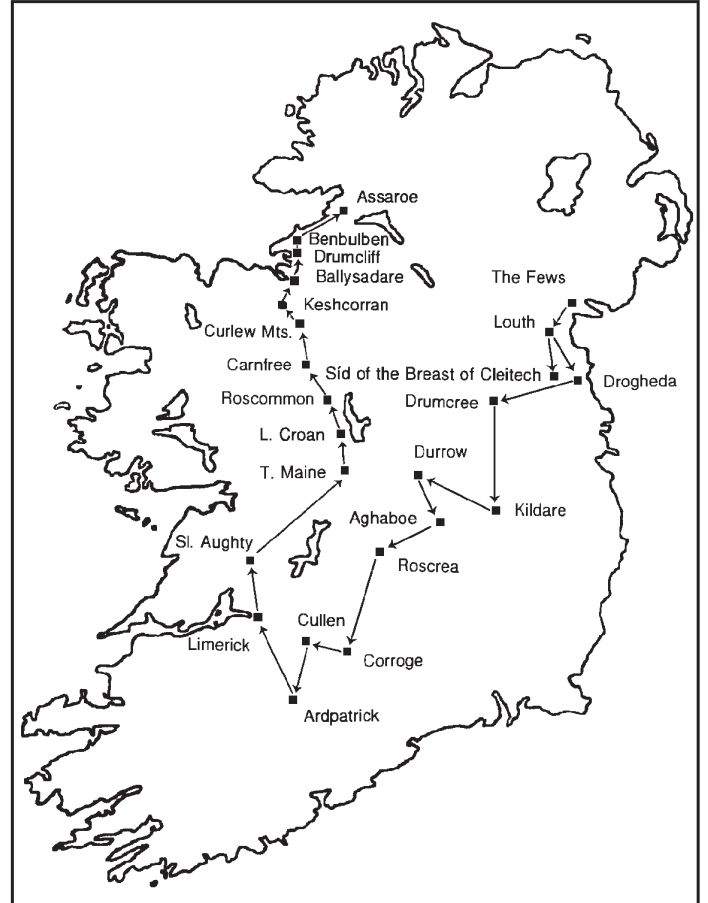 Assaroe
Benbulben
Drumcliff
Ballysadare
The Fews
Keshcorran
Louth
Curlew Mts.
Carnfree
Síd of the Breast of Cleitech
Drogheda
Roscommon
Drumcree
L. Croan
Durrow
T. Maine
Kildare
Aghaboe
Sl. Aughty
Roscrea
Cullen
Limerick
Corroge
Ardpatrick